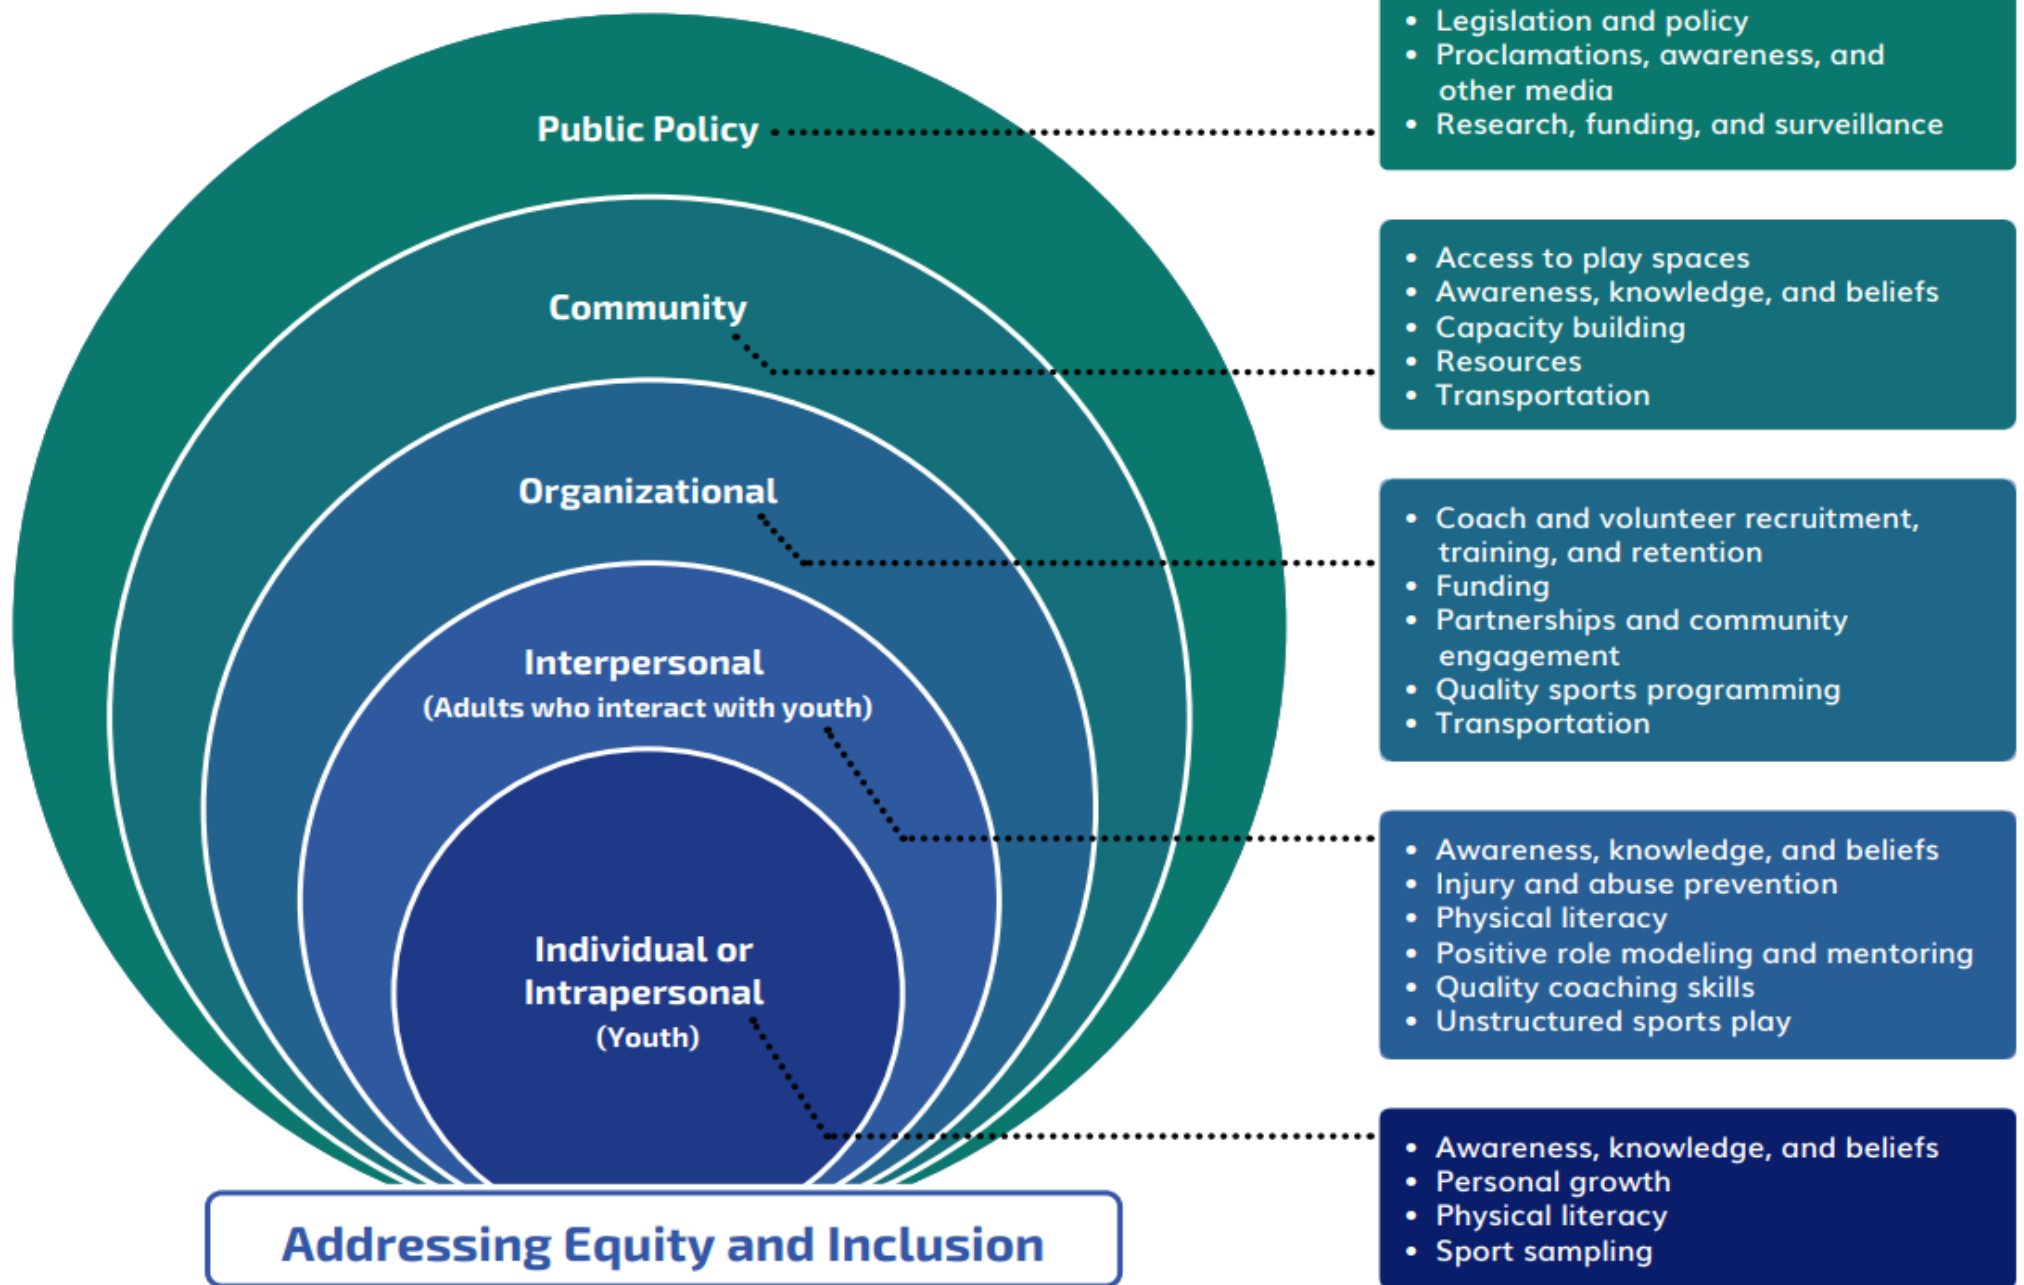 Public Policy
• Legislation and policy
• Proclamations, awareness, and
other media
• Research, funding, and surveillance
Community
• Access to play spaces
• Awareness, knowledge, and beliefs
• Capacity building
• Resources
• Transportation
Organizational
• Coach and volunteer recruitment,
training, and retention
• Funding
• Partnerships and community
engagement
• Quality sports programming
• Transportation
Interpersonal
(Adults who interact with youth)
• Awareness, knowledge, and beliefs
• Injury and abuse prevention
• Physical literacy
• Positive role modeling and mentoring
• Quality coaching skills
• Unstructured sports play
Individual or
Intrapersonal
(Youth)
• Awareness, knowledge, and beliefs
• Personal growth
• Physical literacy
• Sport sampling
Addressing Equity and Inclusion